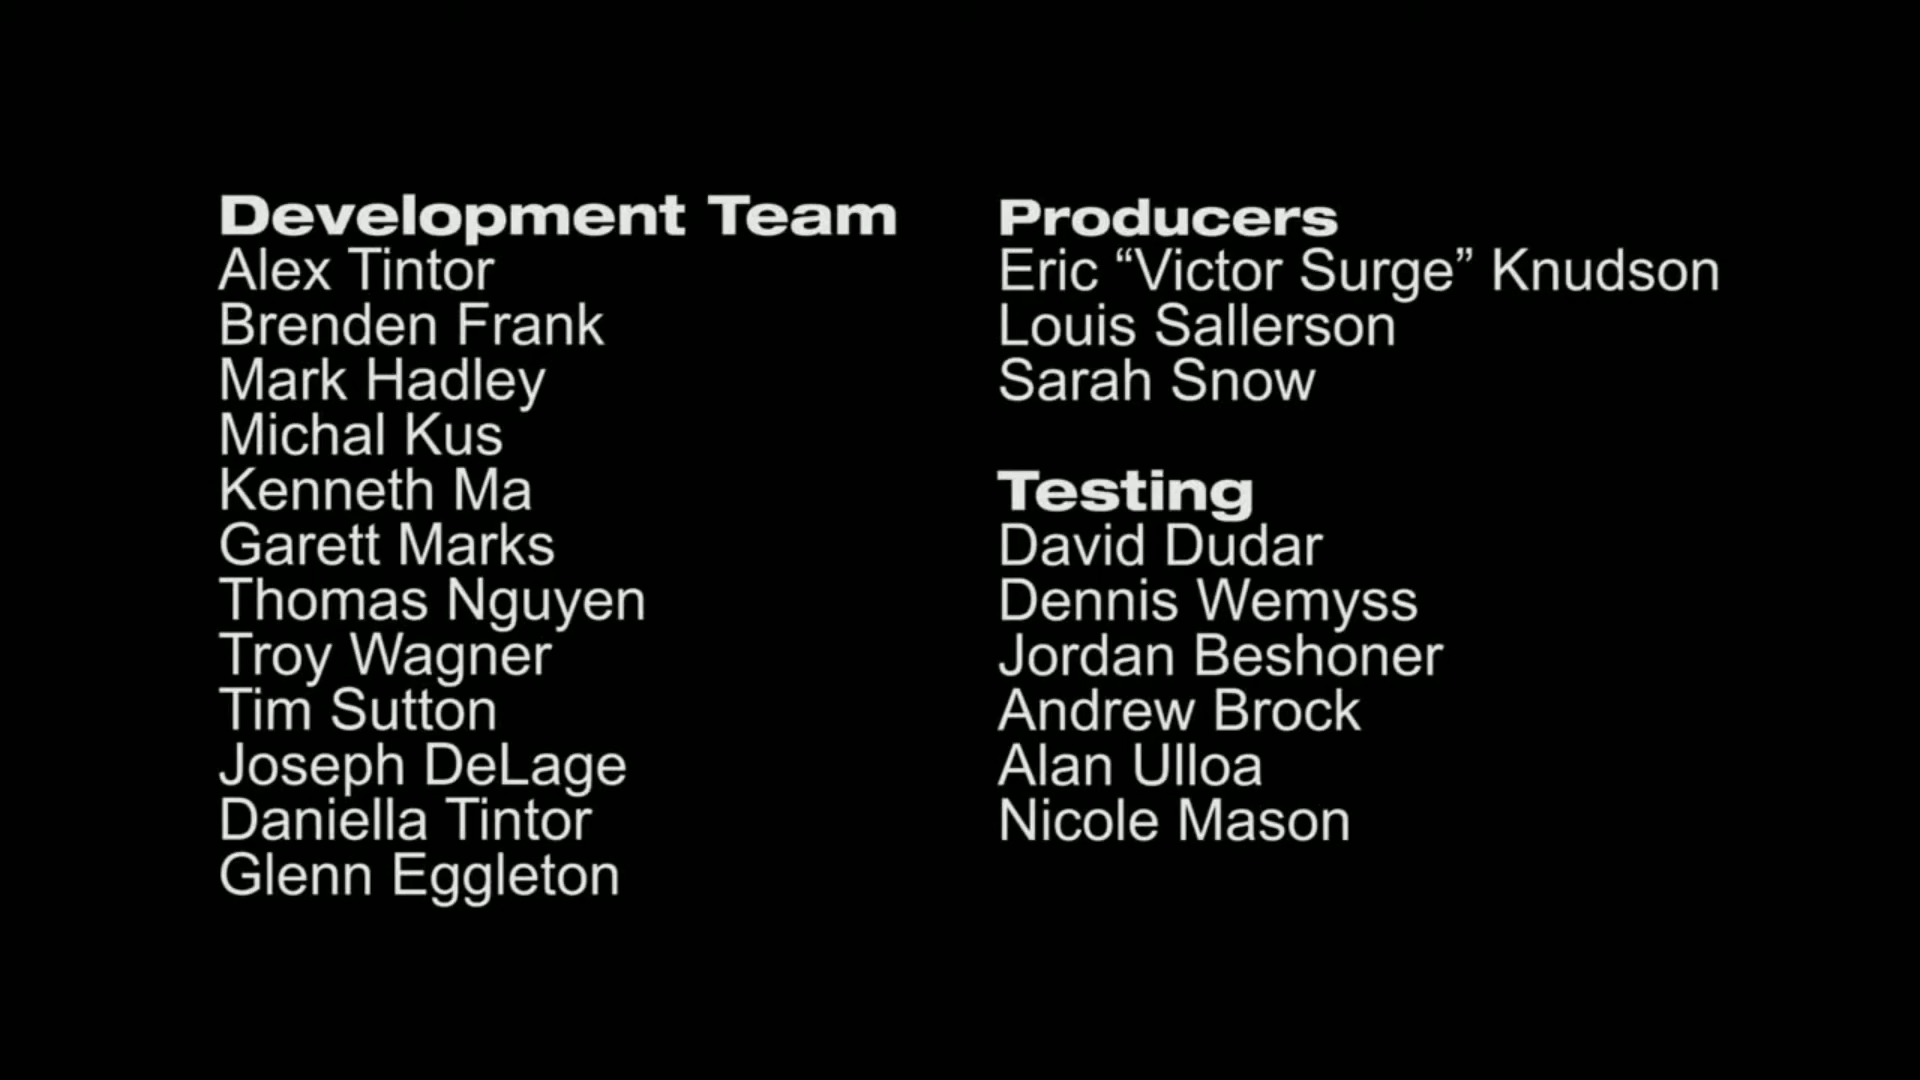 Development Team
Alex Tintor
Brenden Frank
Mark Hadley
Michal Kus
Kenneth Ma
Garett Marks
Thomas Nguyen
Troy Wagner
Tim Sutton
Joseph DeLage
Daniella Tintor
Glenn Eggleton
Producers
Eric “Victor Surge” Knudson
Louis Sallerson
Sarah Snow
Testing
David Dudar
Dennis Wemyss
Jordan Beshoner
Andrew Brock
Alan Ulloa
Nicole Mason